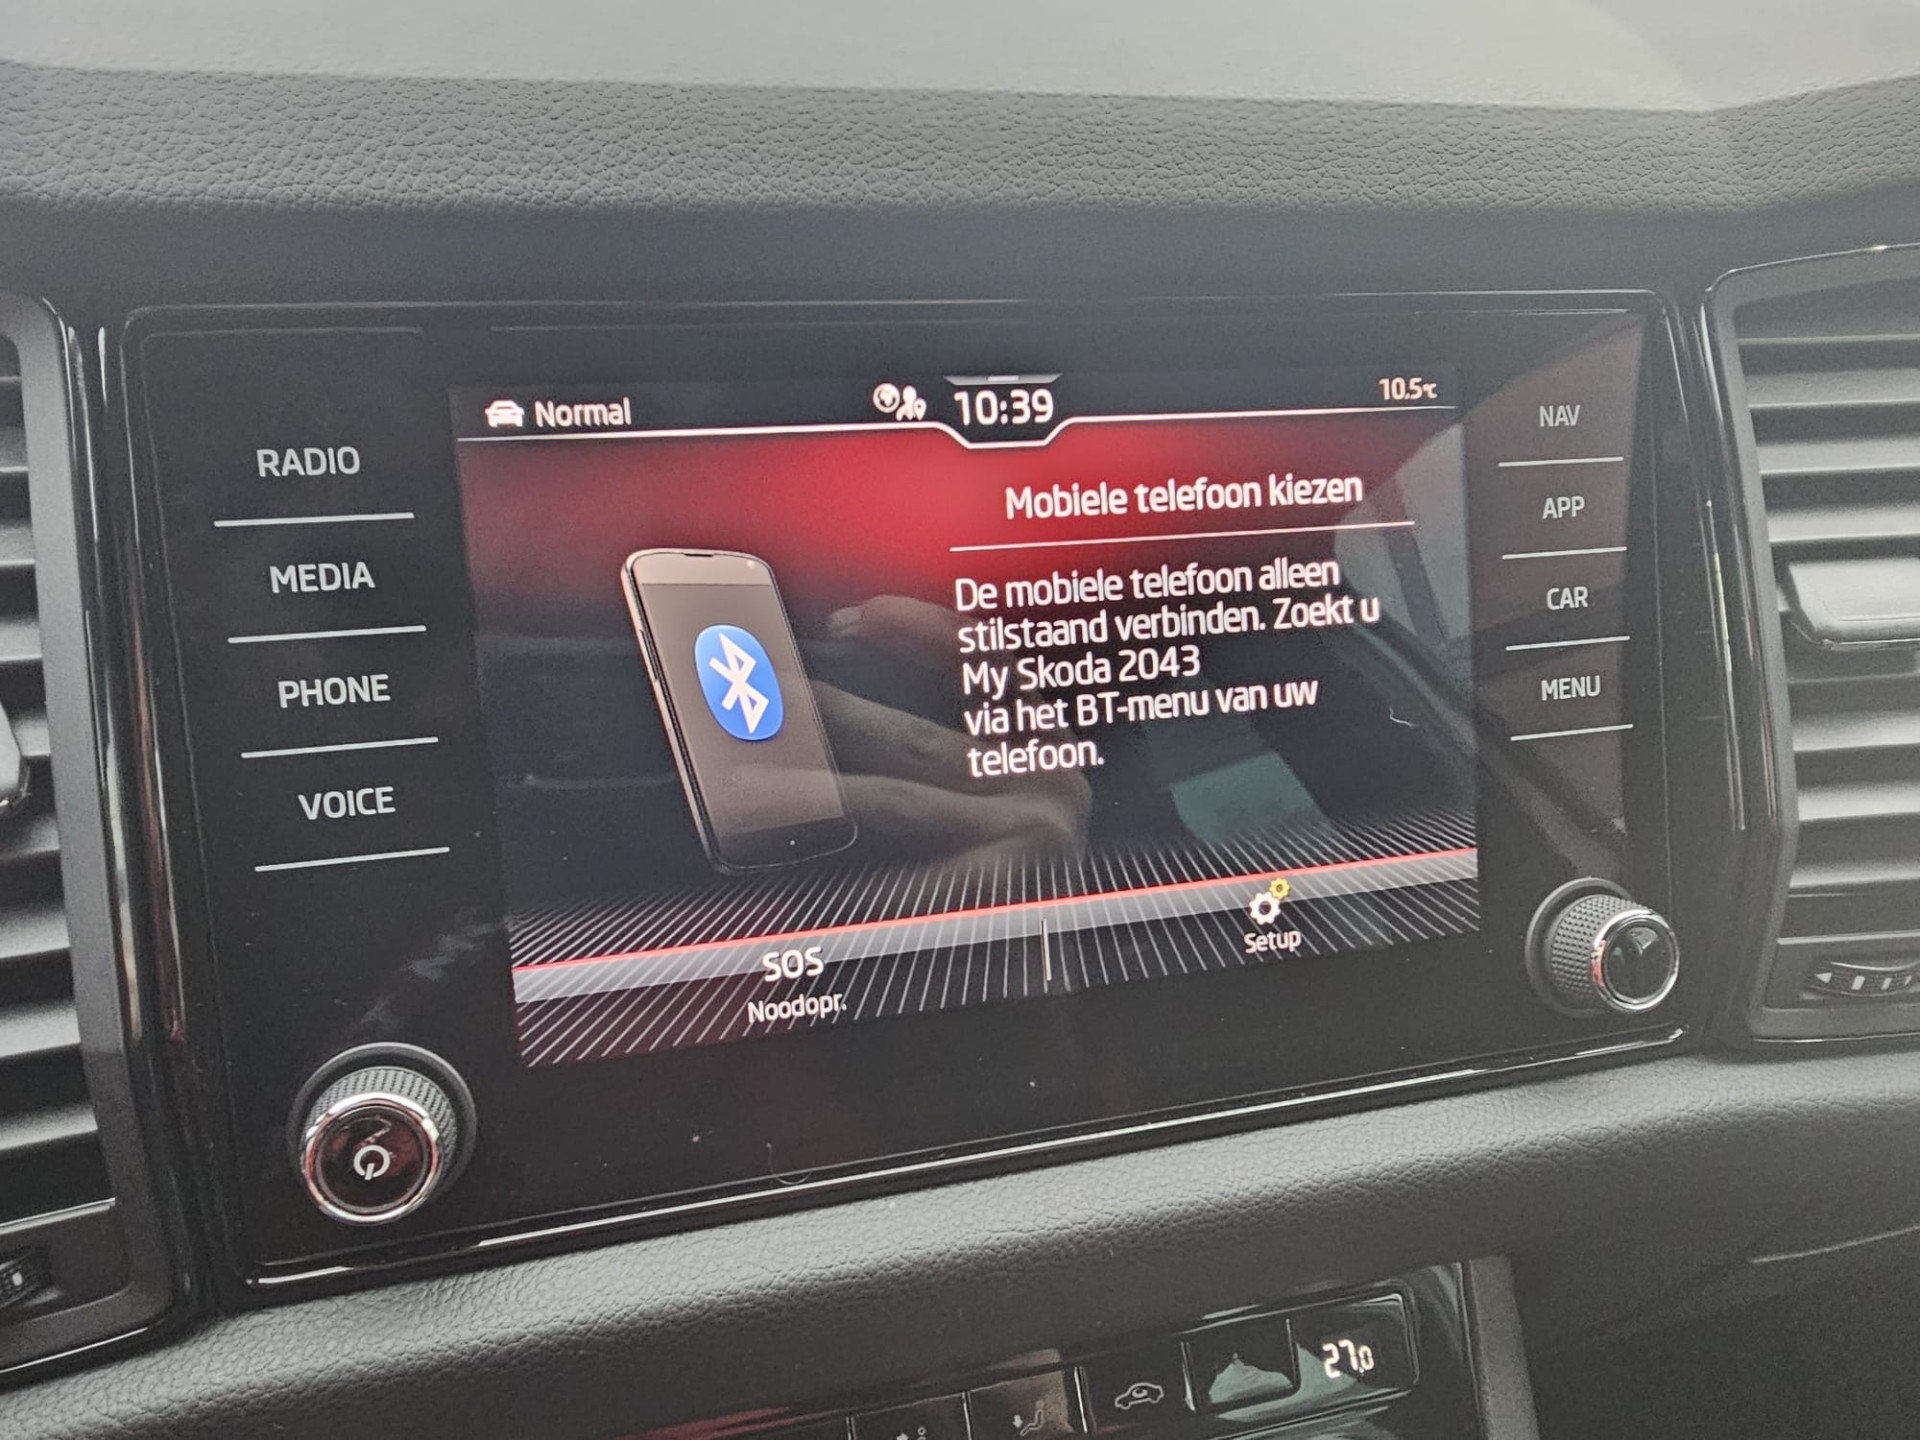 Normal
10:39
10.5°C
RADIO
MEDIA
PHONE
VOICE
Mobiele telefoon kiezen
De mobiele telefoon alleen
stilstaand verbinden. Zoekt u
My Skoda 2043
via het BT-menu van uw
telefoon.
SOS
Noodopr.
Setup
NAV
APP
CAR
MENU
27.0